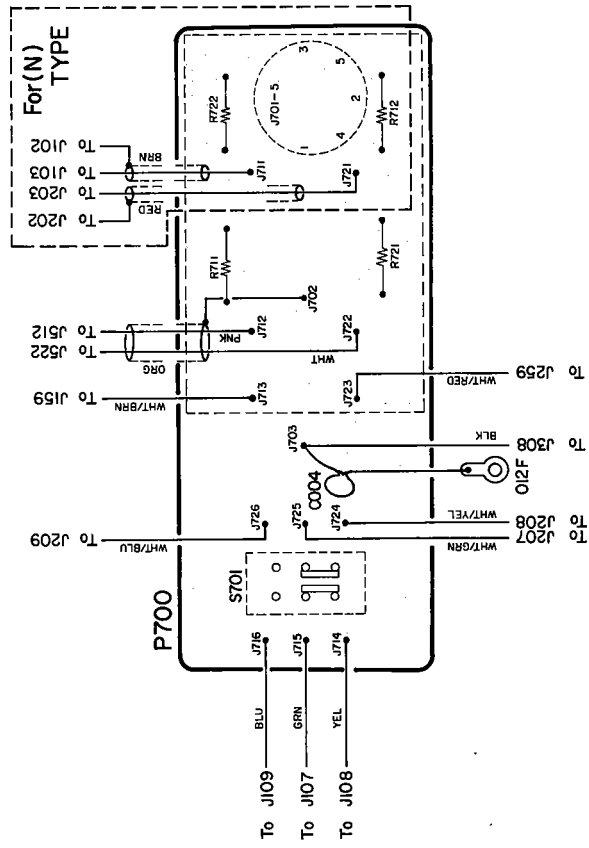 For(N)
TYPE
To J102
To J103
To J203
To J202
BRN
RED
R722
J701-5
3
5
2
4
1
R712
J711
J721
R711
R721
J702
To J512
To J522
PNK
ORG
J712
J722
WHT
To J159
WHT/BRN
J713
J723
WHT/RED
To J259
J703
BLK
To J308
C004
012F
To J209
WHT/BLU
J726
J725
J724
WHT/YEL
To J208
WHT/GRN
To J207
S701
P700
J716
J715
J714
BLU
GRN
YEL
To J109
To J107
To J108